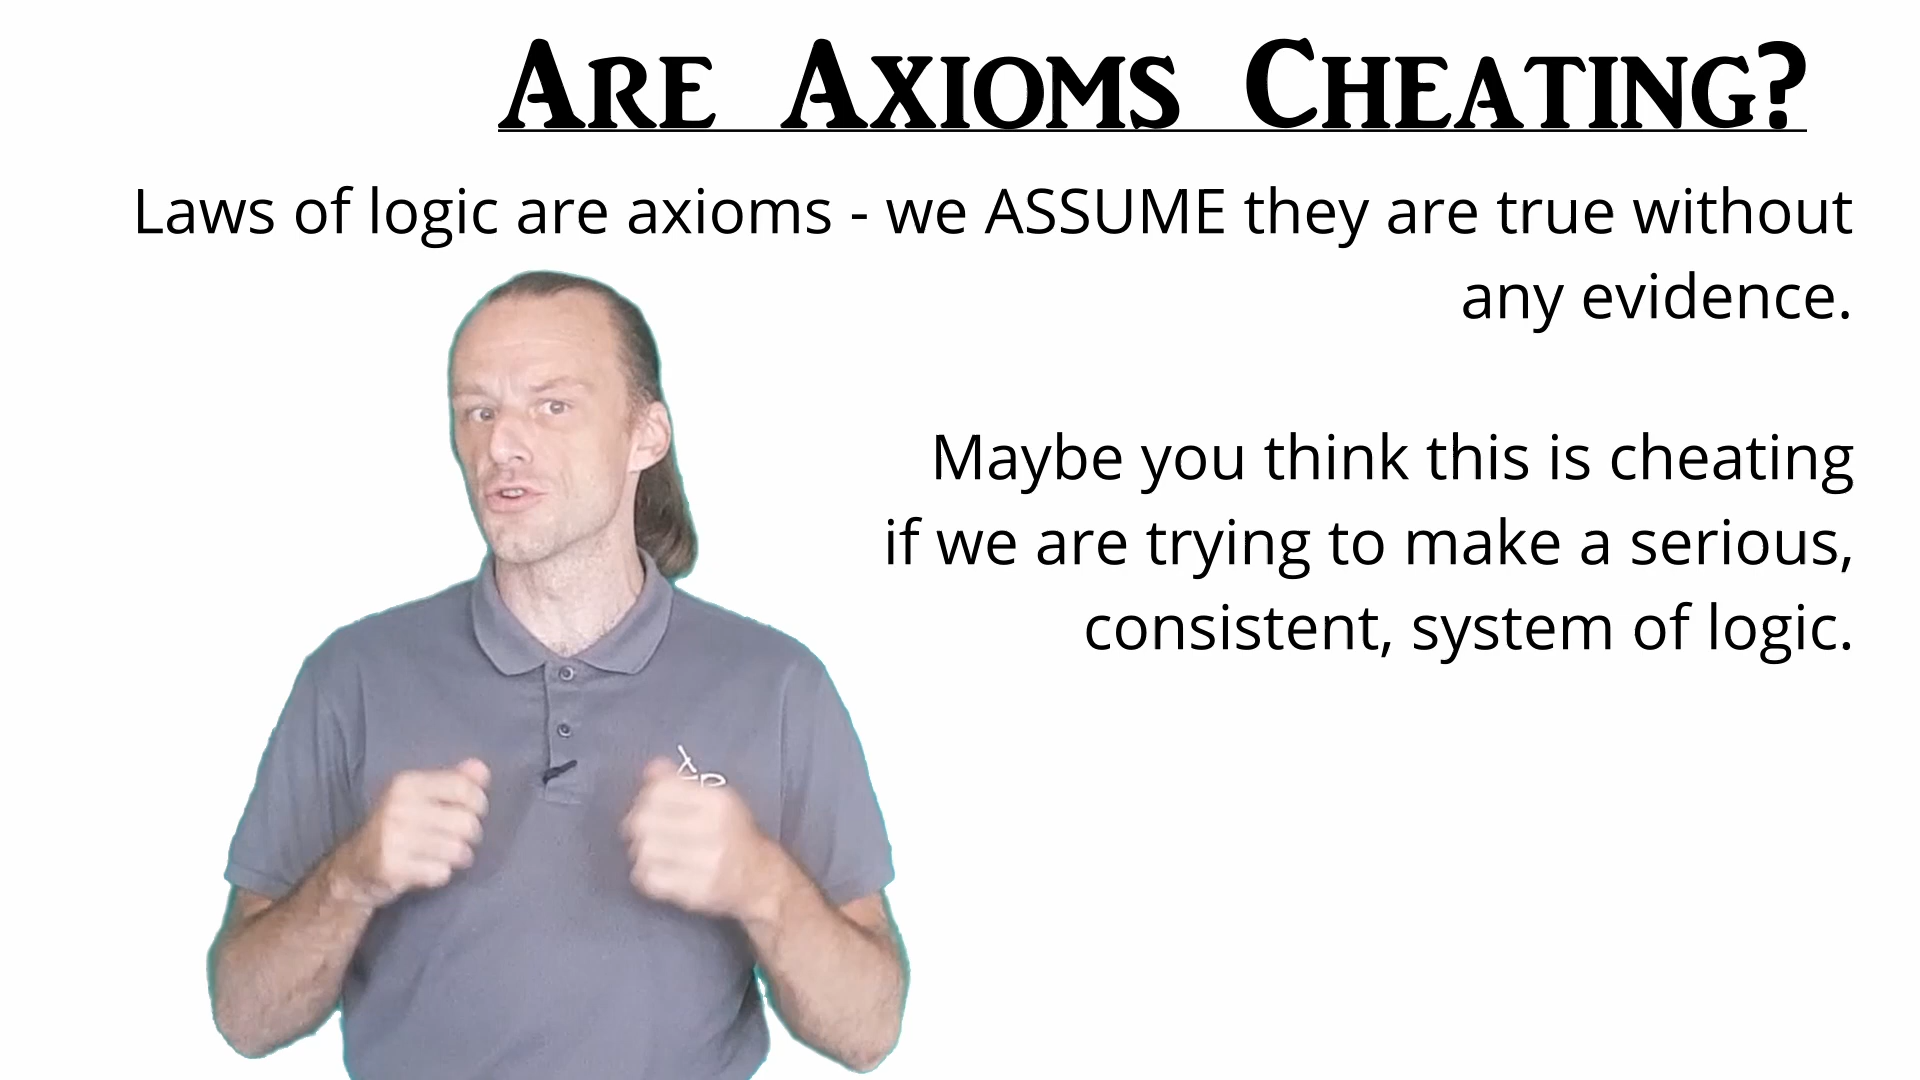 Are Axioms Cheating?
Laws of logic are axioms - we ASSUME they are true without
any evidence.
Maybe you think this is cheating
if we are trying to make a serious,
consistent, system of logic.